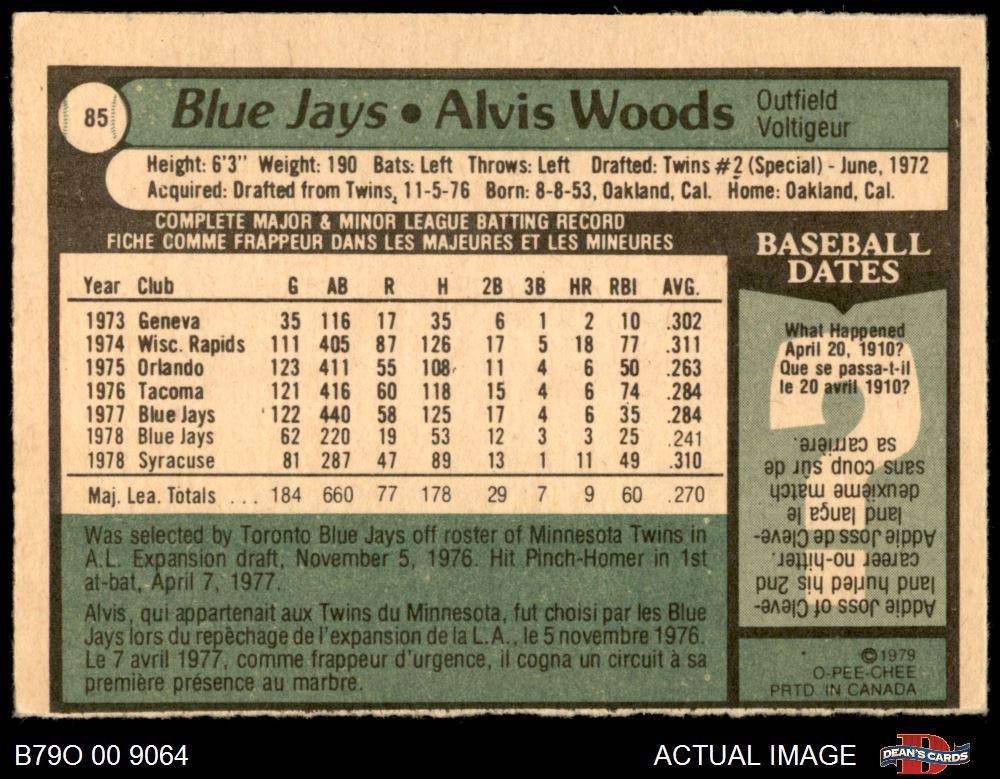 85
Blue Jays • Alvis Woods
Outfield
Voltigeur
Height: 6'3" Weight: 190 Bats: Left Throws: Left Drafted: Twins #2 (Special) - June, 1972
Acquired: Drafted from Twins, 11-5-76 Born: 8-8-53, Oakland, Cal. Home: Oakland, Cal.
COMPLETE MAJOR & MINOR LEAGUE BATTING RECORD
FICHE COMME FRAPPEUR DANS LES MAJEURES ET LES MINEURES
Year Club G AB R H 2B 3B HR RBI AVG.
1973 Geneva 35 116 17 35 6 1 2 10 .302
1974 Wisc. Rapids 111 405 87 126 17 5 18 77 .311
1975 Orlando 123 411 55 108 11 4 6 50 .263
1976 Tacoma 121 416 60 118 15 4 6 74 .284
1977 Blue Jays 122 440 58 125 17 4 6 35 .284
1978 Blue Jays 62 220 19 53 12 3 3 25 .241
1978 Syracuse 81 287 47 89 13 1 11 49 .310
Maj. Lea. Totals ... 184 660 77 178 29 7 9 60 .270
Was selected by Toronto Blue Jays off roster of Minnesota Twins in
A.L. Expansion draft, November 5, 1976. Hit Pinch-Homer in 1st
at-bat, April 7, 1977.
Alvis, qui appartenait aux Twins du Minnesota, fut choisi par les Blue
Jays lors du repêchage de l'expansion de la L.A., le 5 novembre 1976.
Le 7 avril 1977, comme frappeur d'urgence, il cogna un circuit à sa
première présence au marbre.
BASEBALL
DATES
What Happened
April 20, 1910?
Que se passa-t-il
le 20 avril 1910?
Addie Joss of Cleve-
land hurled his 2nd
career no-hitter.
Addie Joss de Cleve-
land lança le
deuxième match
sans coup sûr de
sa carrière.
©1979
O-PEE-CHEE
PRTD. IN CANADA
B79O 00 9064
ACTUAL IMAGE
DEAN'S CARDS